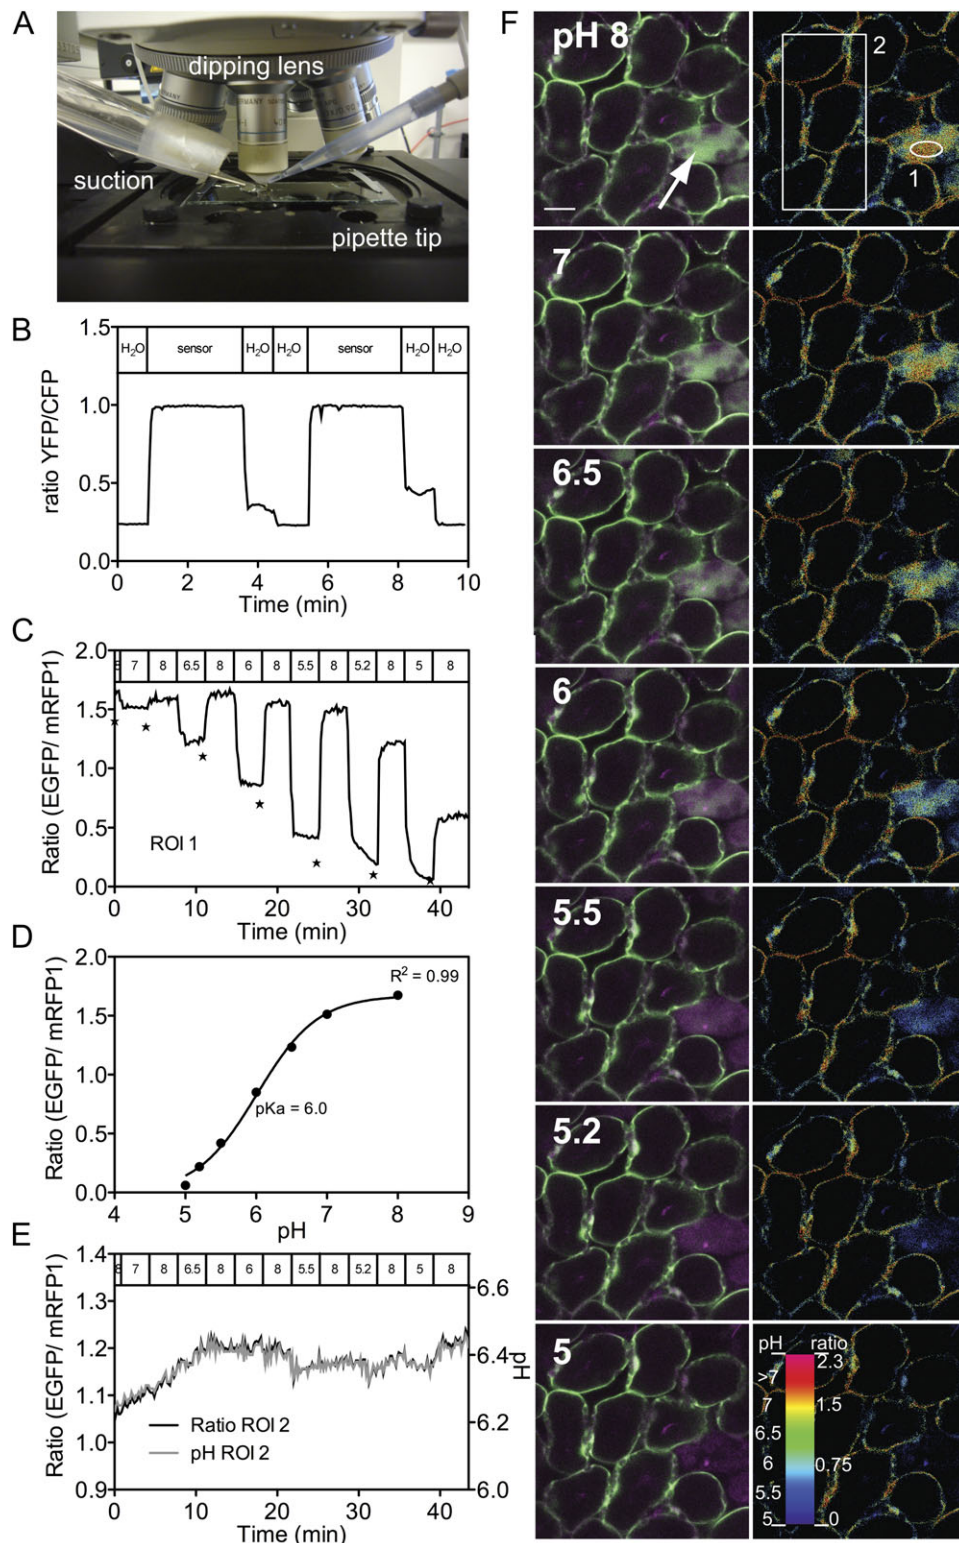 A
dipping lens
suction
pipette tip
B
H2O sensor H2O H2O sensor H2O H2O
1.5
1.0
0.5
0.0
ratio YFP/CFP
0 2 4 6 8 10
Time (min)
C
8 7 8 6.5 8 6 8 5.5 8 5.2 8 5 8
2.0
1.5
1.0
0.5
0.0
Ratio (EGFP/ mRFP1)
ROI 1
0 10 20 30 40
Time (min)
D
2.0
1.5
1.0
0.5
0.0
Ratio (EGFP/ mRFP1)
R2 = 0.99
pKa = 6.0
4 5 6 7 8 9
pH
E
8 7 8 6.5 8 6 8 5.5 8 5.2 8 5 8
1.4
1.3
1.2
1.1
1.0
0.9
Ratio (EGFP/ mRFP1)
6.6
6.4
6.2
6.0
pH
Ratio ROI 2
pH ROI 2
0 10 20 30 40
Time (min)
F
pH 8
2
1
7
6.5
6
5.5
5.2
5
pH ratio
>7 2.3
7 1.5
6.5
6 0.75
5.5
5 0